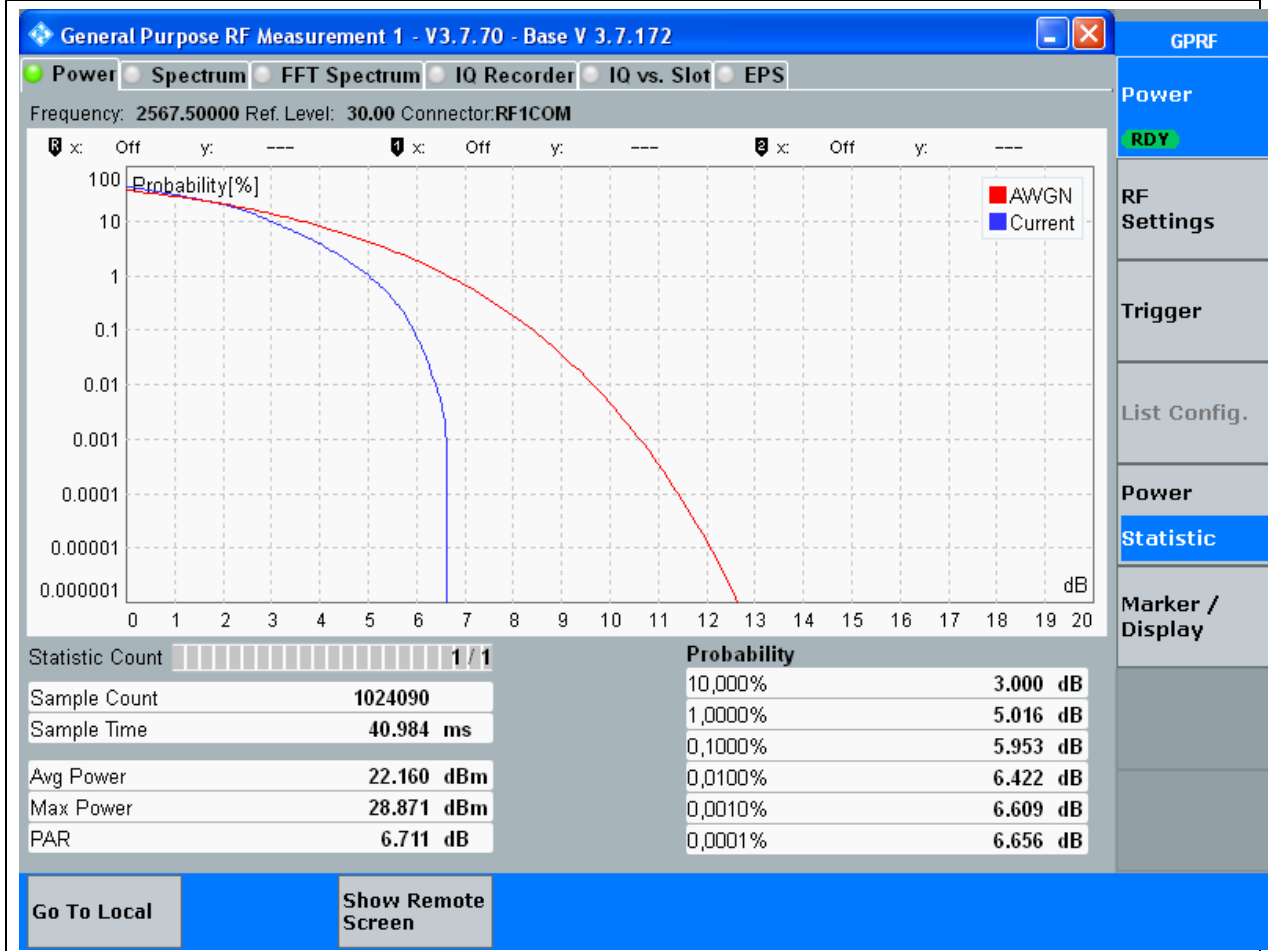 General Purpose RF Measurement 1 - V3.7.70 - Base V 3.7.172
GPRF
Power Spectrum FFT Spectrum IQ Recorder IQ vs. Slot EPS
Frequency: 2567.50000 Ref. Level: 30.00 Connector:RF1COM
R x: Off y: --- 1 x: Off y: --- 2 x: Off y: ---
Probability[%]
AWGN
Current
100
10
1
0.1
0.01
0.001
0.0001
0.00001
0.000001
dB
0 1 2 3 4 5 6 7 8 9 10 11 12 13 14 15 16 17 18 19 20
Statistic Count 1 / 1
Sample Count 1024090
Sample Time 40.984 ms
Avg Power 22.160 dBm
Max Power 28.871 dBm
PAR 6.711 dB
Probability
10,000% 3.000 dB
1,0000% 5.016 dB
0,1000% 5.953 dB
0,0100% 6.422 dB
0,0010% 6.609 dB
0,0001% 6.656 dB
Power
RDY
RF
Settings
Trigger
List Config.
Power
Statistic
Marker /
Display
Go To Local
Show Remote
Screen